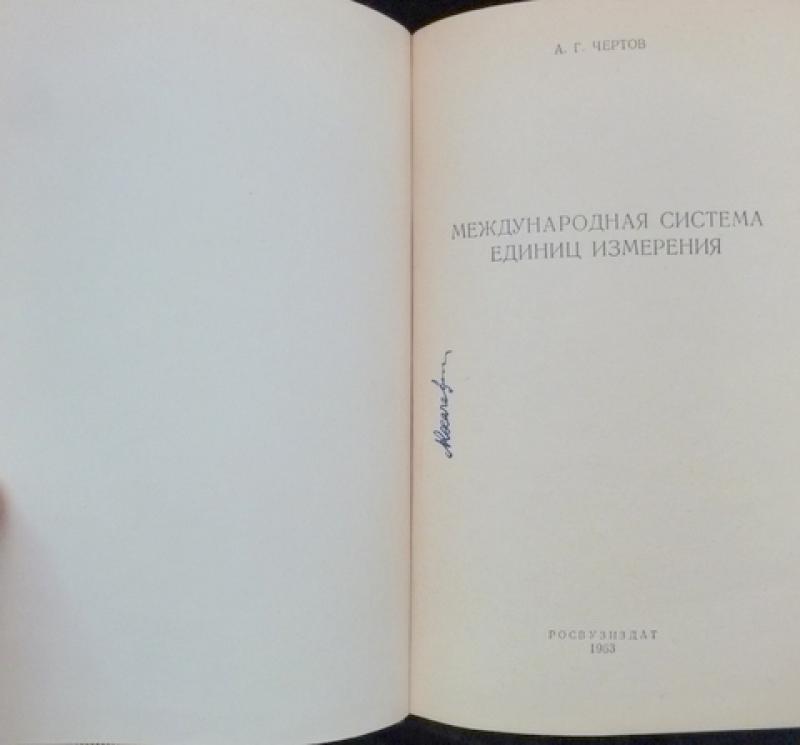 А. Г. ЧЕРТОВ
МЕЖДУНАРОДНАЯ СИСТЕМА
ЕДИНИЦ ИЗМЕРЕНИЯ
РОСВУЗИЗДАТ
1963